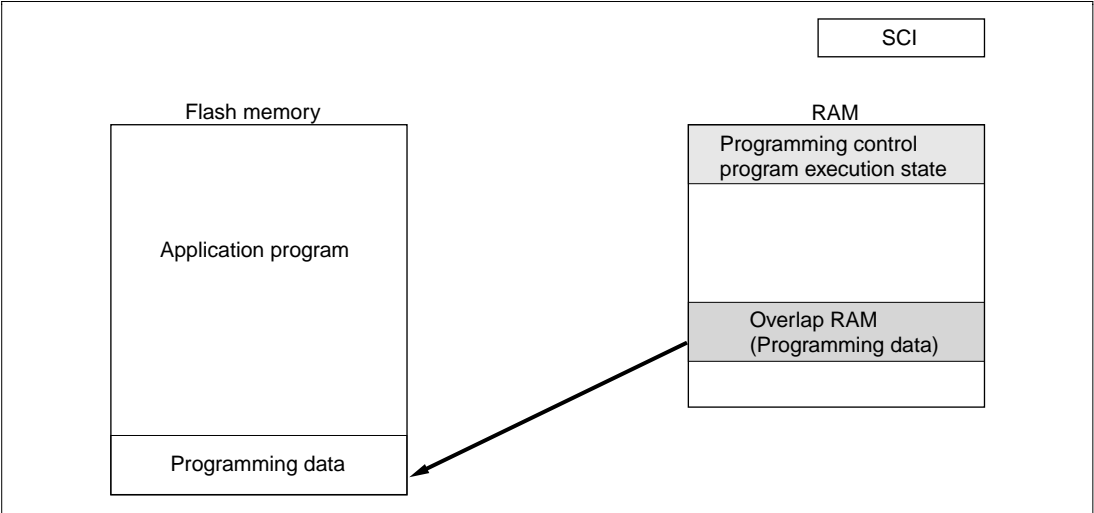 SCI
Flash memory
RAM
Programming control
program execution state
Application program
Overlap RAM
(Programming data)
Programming data